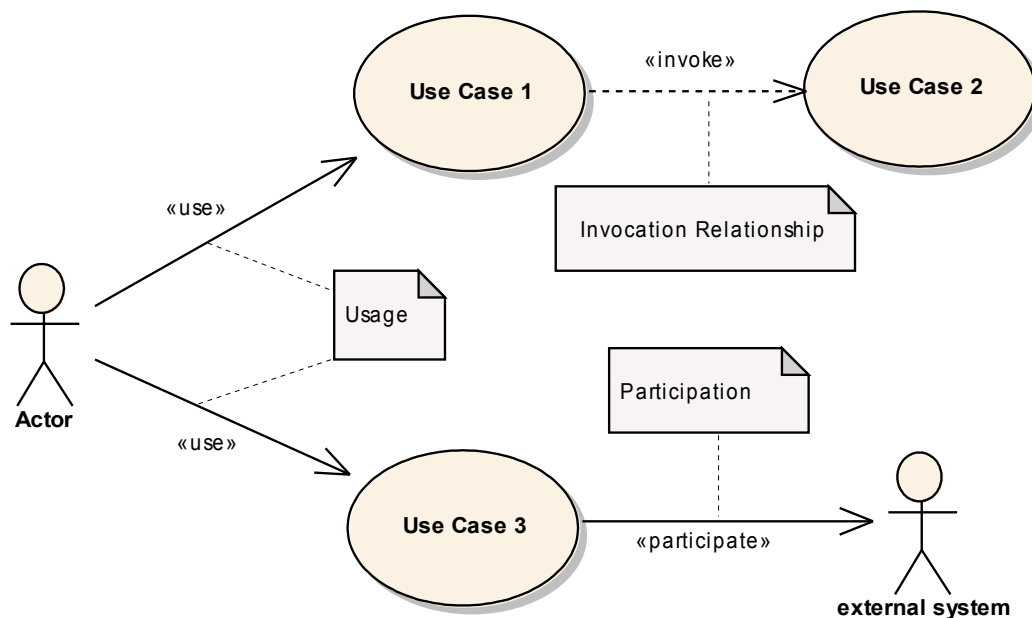 «invoke»
Use Case 1
Use Case 2
«use»
Invocation Relationship
Usage
Participation
Actor
«use»
Use Case 3
«participate»
external system